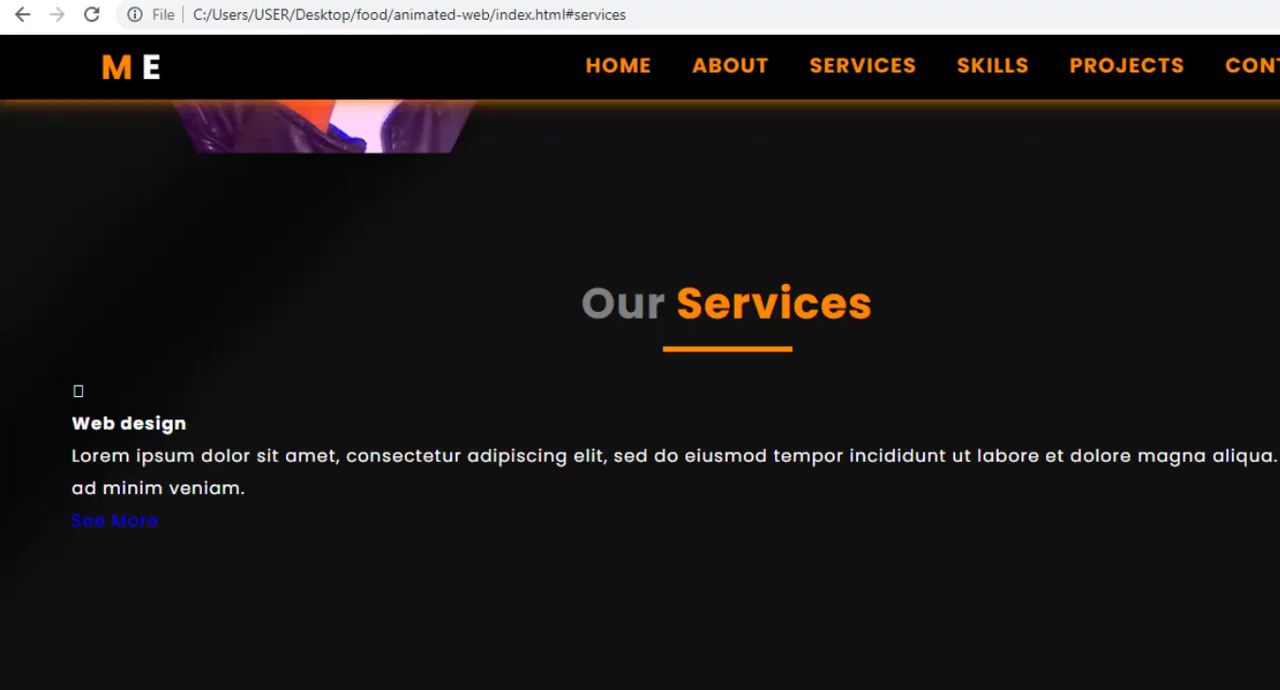 File | C:/Users/USER/Desktop/food/animated-web/index.html#services
M E HOME ABOUT SERVICES SKILLS PROJECTS CONT
Our Services
Web design
Lorem ipsum dolor sit amet, consectetur adipiscing elit, sed do eiusmod tempor incididunt ut labore et dolore magna aliqua.
ad minim veniam.
See More